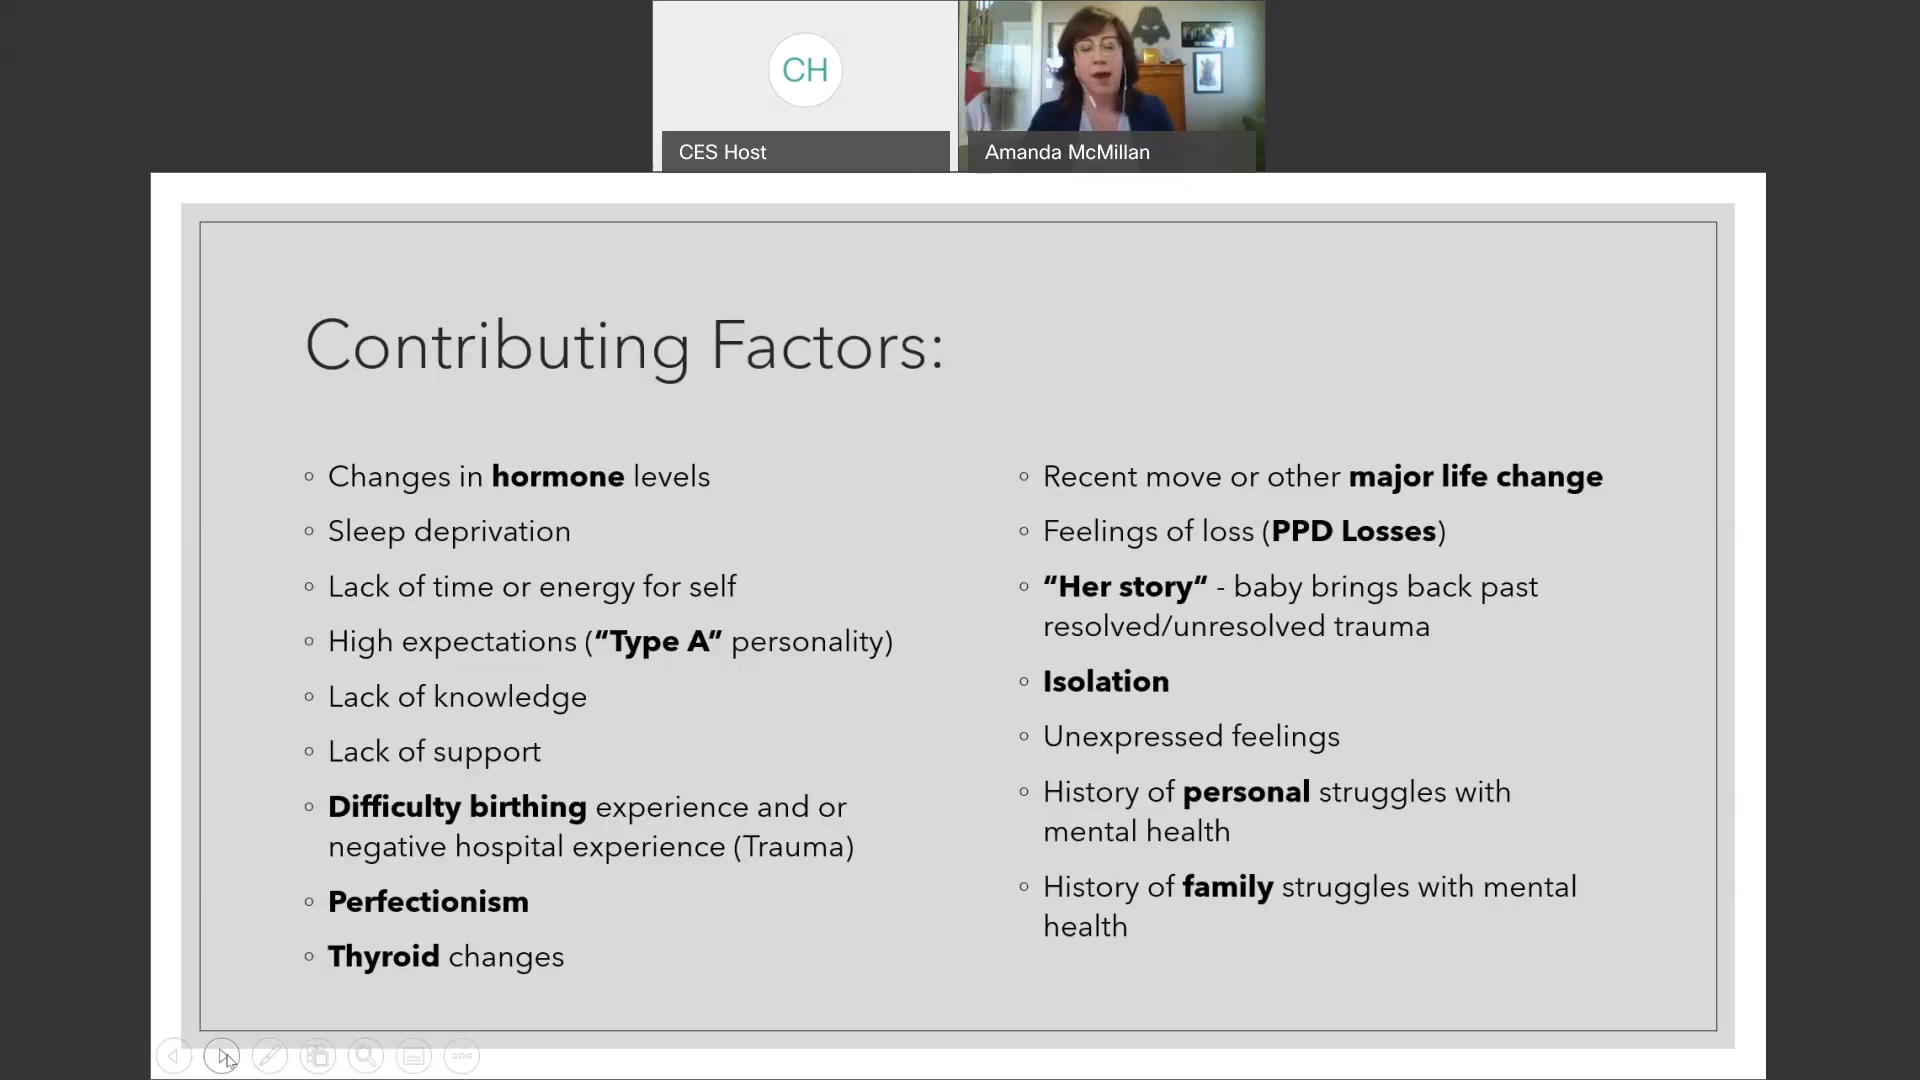 CH
CES Host
Amanda McMillan
Contributing Factors:
◦ Changes in hormone levels
◦ Sleep deprivation
◦ Lack of time or energy for self
◦ High expectations (“Type A” personality)
◦ Lack of knowledge
◦ Lack of support
◦ Difficulty birthing experience and or
negative hospital experience (Trauma)
◦ Perfectionism
◦ Thyroid changes
◦ Recent move or other major life change
◦ Feelings of loss (PPD Losses)
◦ “Her story“ - baby brings back past
resolved/unresolved trauma
◦ Isolation
◦ Unexpressed feelings
◦ History of personal struggles with
mental health
◦ History of family struggles with mental
health